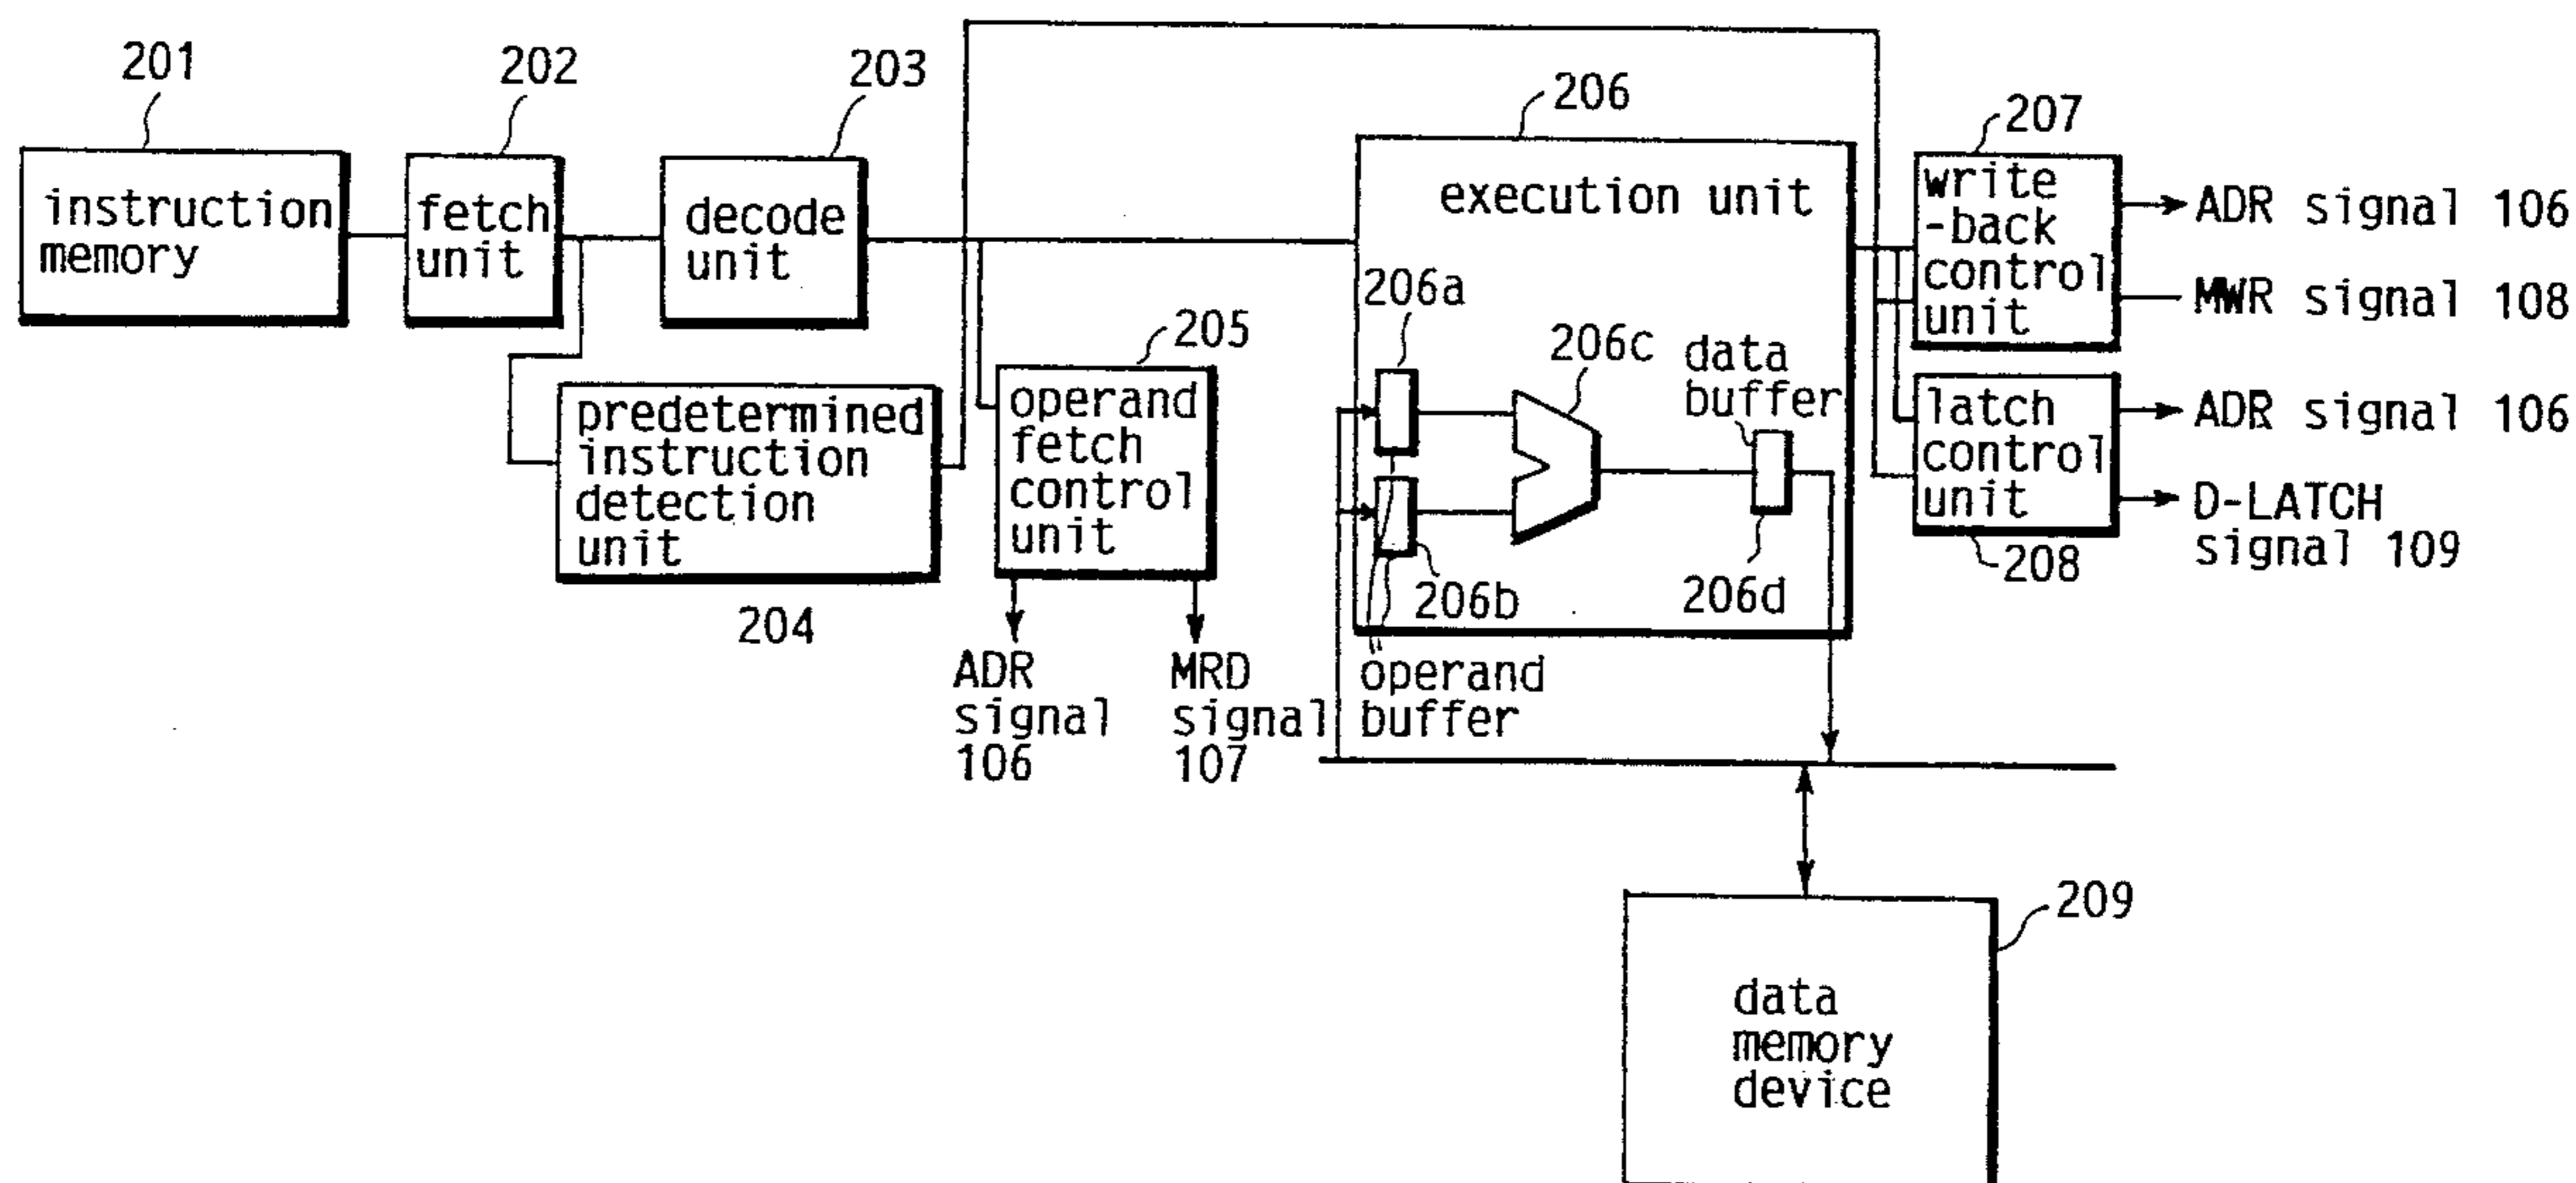 201
202
203
206
207
instruction
memory
fetch
unit
decode
unit
execution unit
write
-back
control
unit
ADR signal 106
MWR signal 108
206a
206c
data
buffer
205
predetermined
instruction
detection
unit
204
operand
fetch
control
unit
latch
control
unit
ADR signal 106
D-LATCH
signal 109
208
206b
206d
ADR
signal
106
MRD
signal
107
operand
buffer
209
data
memory
device